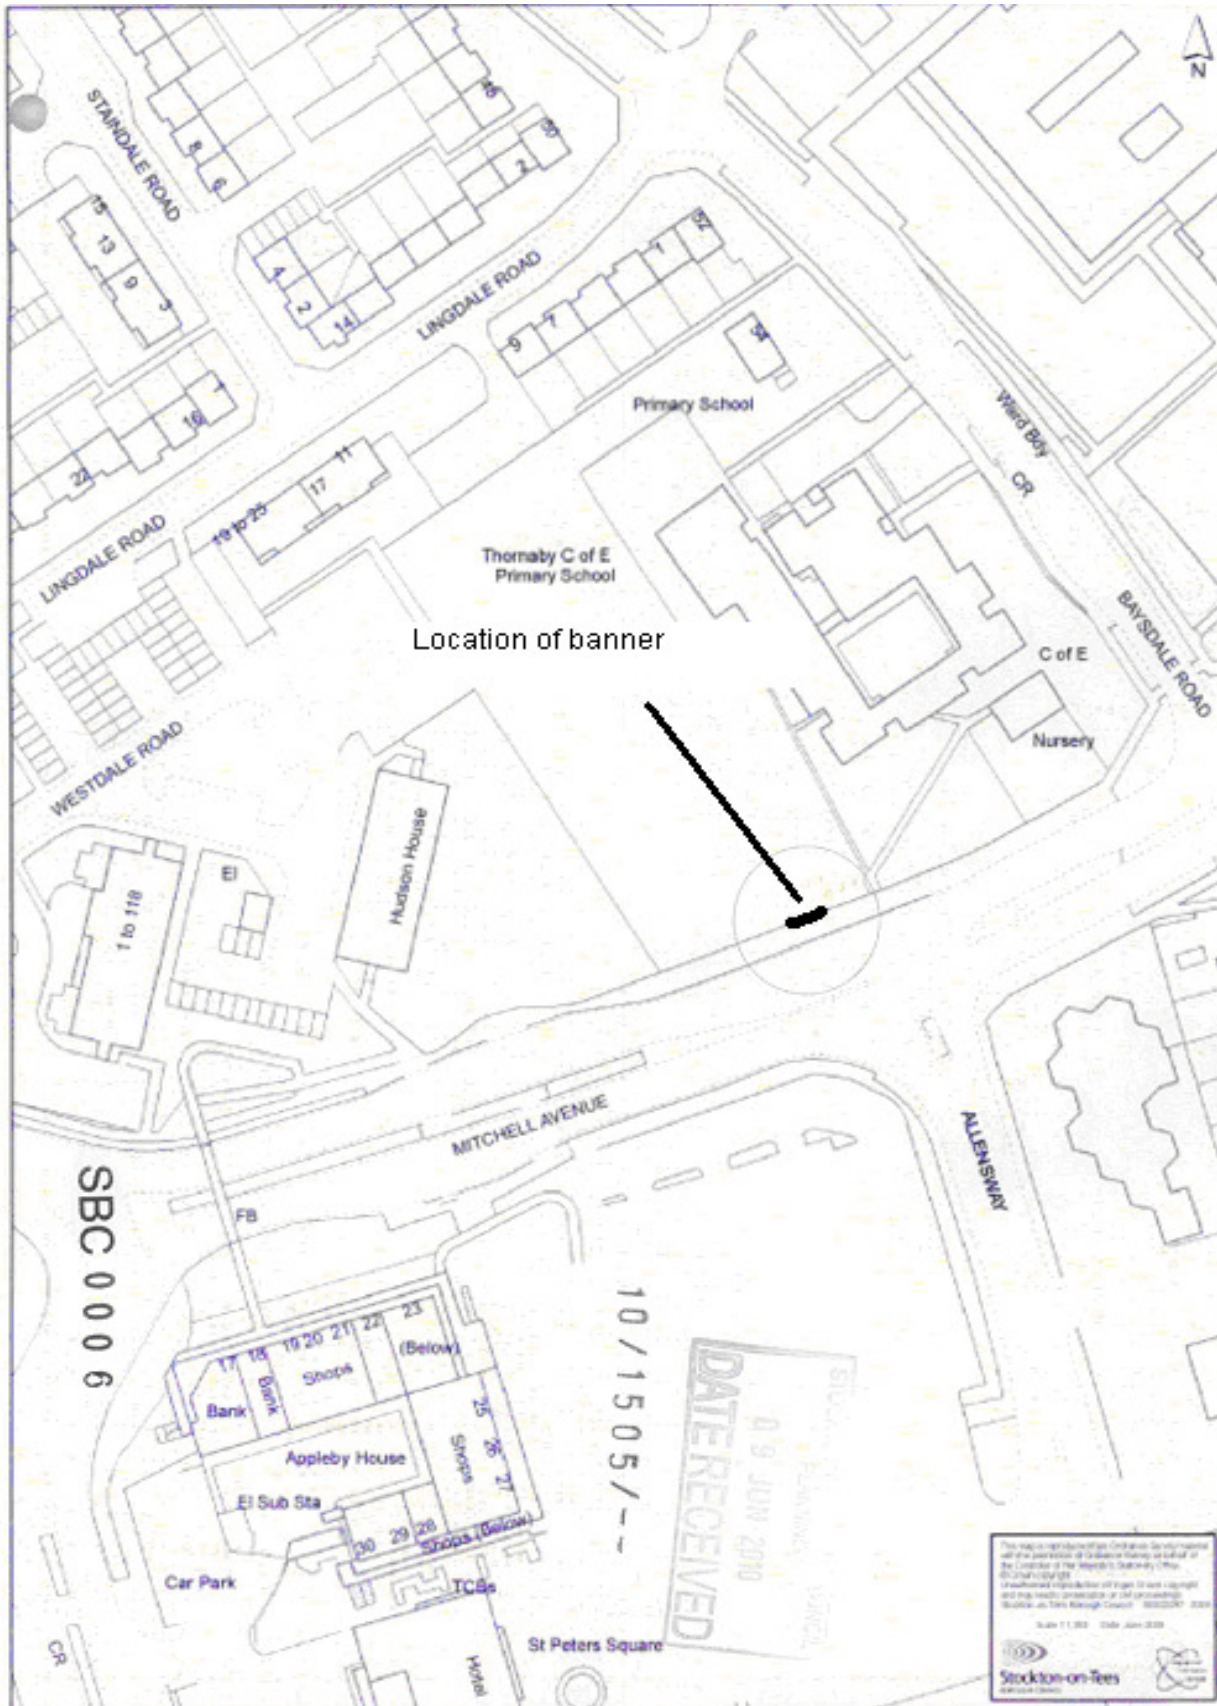 N
STAINDALE ROAD
46
50
2
8
6
15
13
9
3
4
2
14
LINGDALE ROAD
52
1
7
9
54
Primary School
1
16
22
11
17
19 to 25
LINGDALE ROAD
Ward Bdy
CR
Thornaby C of E
Primary School
BAYSDALE ROAD
Location of banner
C of E
Nursery
WESTDALE ROAD
Hudson House
El
1 to 118
MITCHELL AVENUE
ALLENSWAY
SBC 0006
FB
10/1505/--
17
18
19 20
21
22
23
(Below)
Bank
Bank
Shops
25
26
27
Shops
Appleby House
El Sub Sta
30
29
28
Shops (Below)
Car Park
TCBs
CR
Hotel
St Peters Square
DATE RECEIVED
09 JUN 2010
Stockton-on-Tees